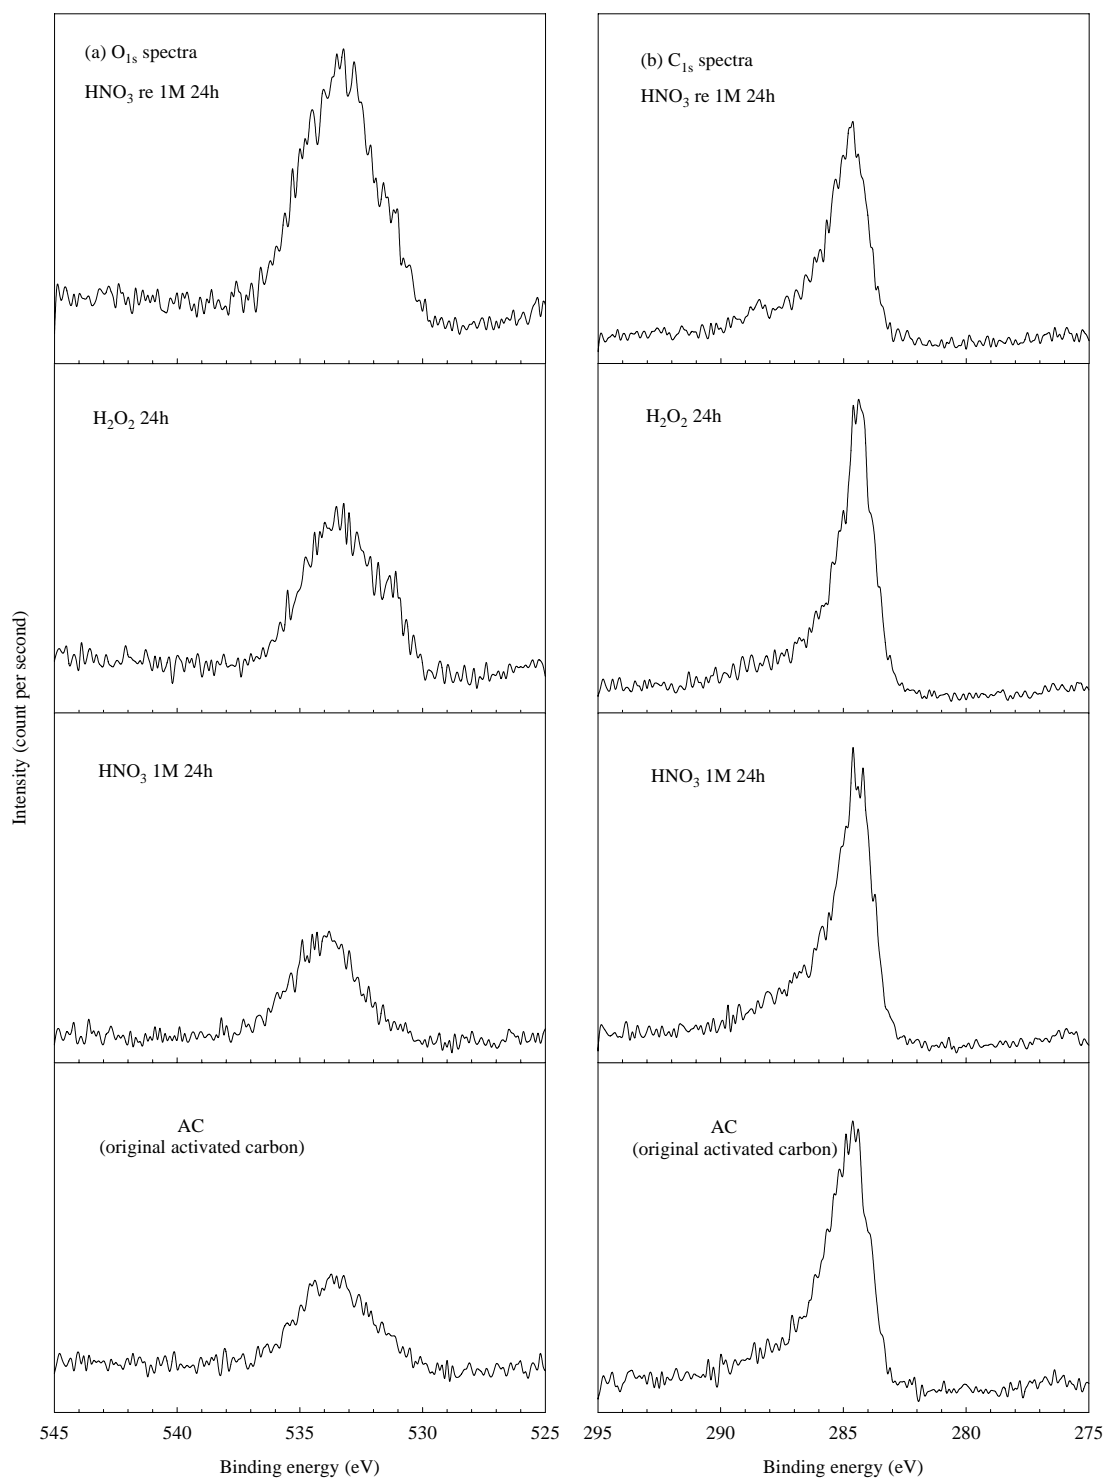 (a) O1s spectra
HNO3 re 1M 24h
H2O2 24h
HNO3 1M 24h
AC
(original activated carbon)
545 540 535 530 525
Binding energy (eV)
Intensity (count per second)
(b) C1s spectra
HNO3 re 1M 24h
H2O2 24h
HNO3 1M 24h
AC
(original activated carbon)
295 290 285 280 275
Binding energy (eV)